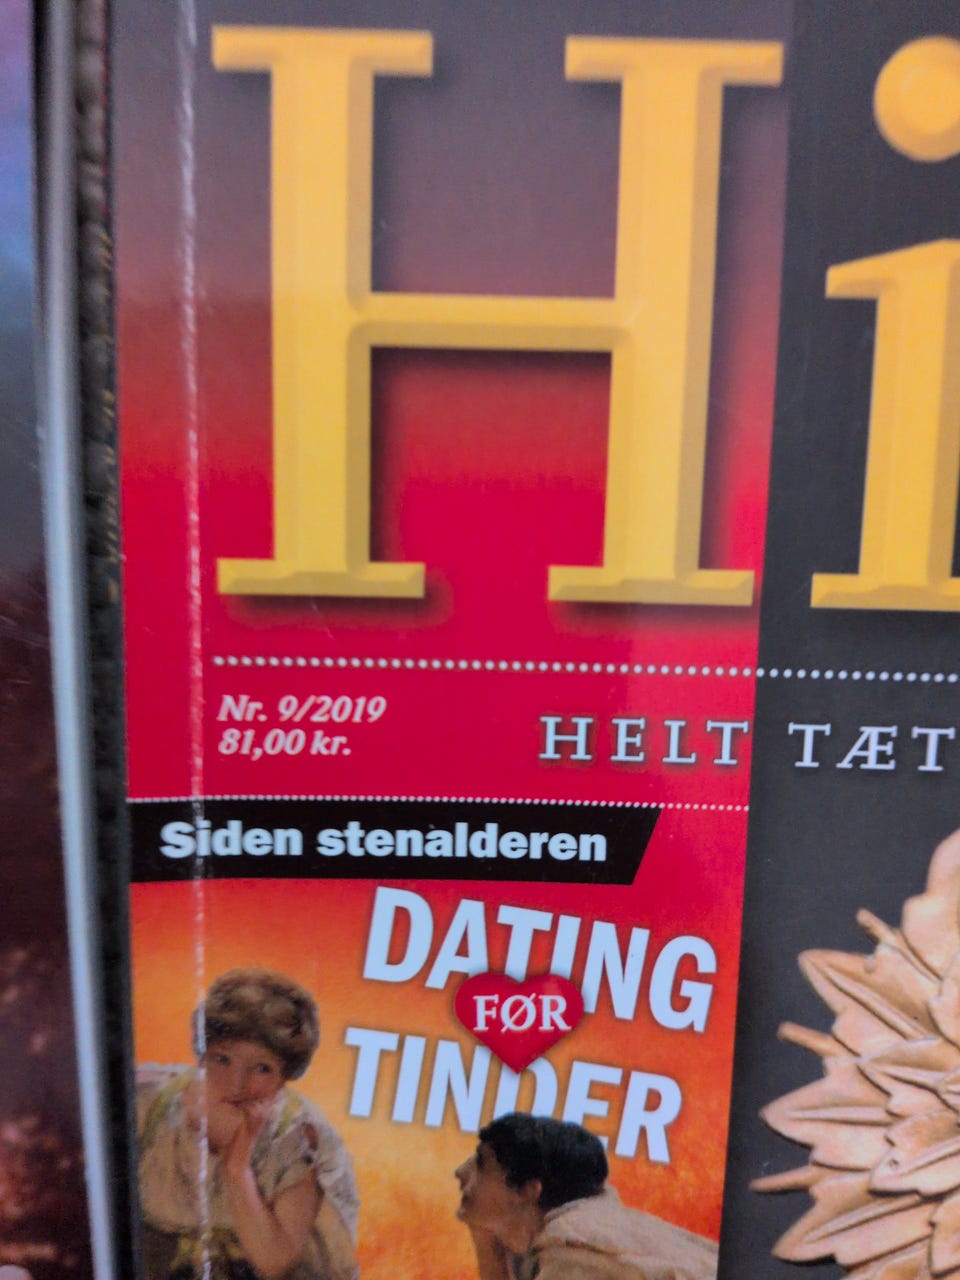 Hi
Nr. 9/2019
81,00 kr.
HELT TÆT
Siden stenalderen
DATING
FØR
TINDER